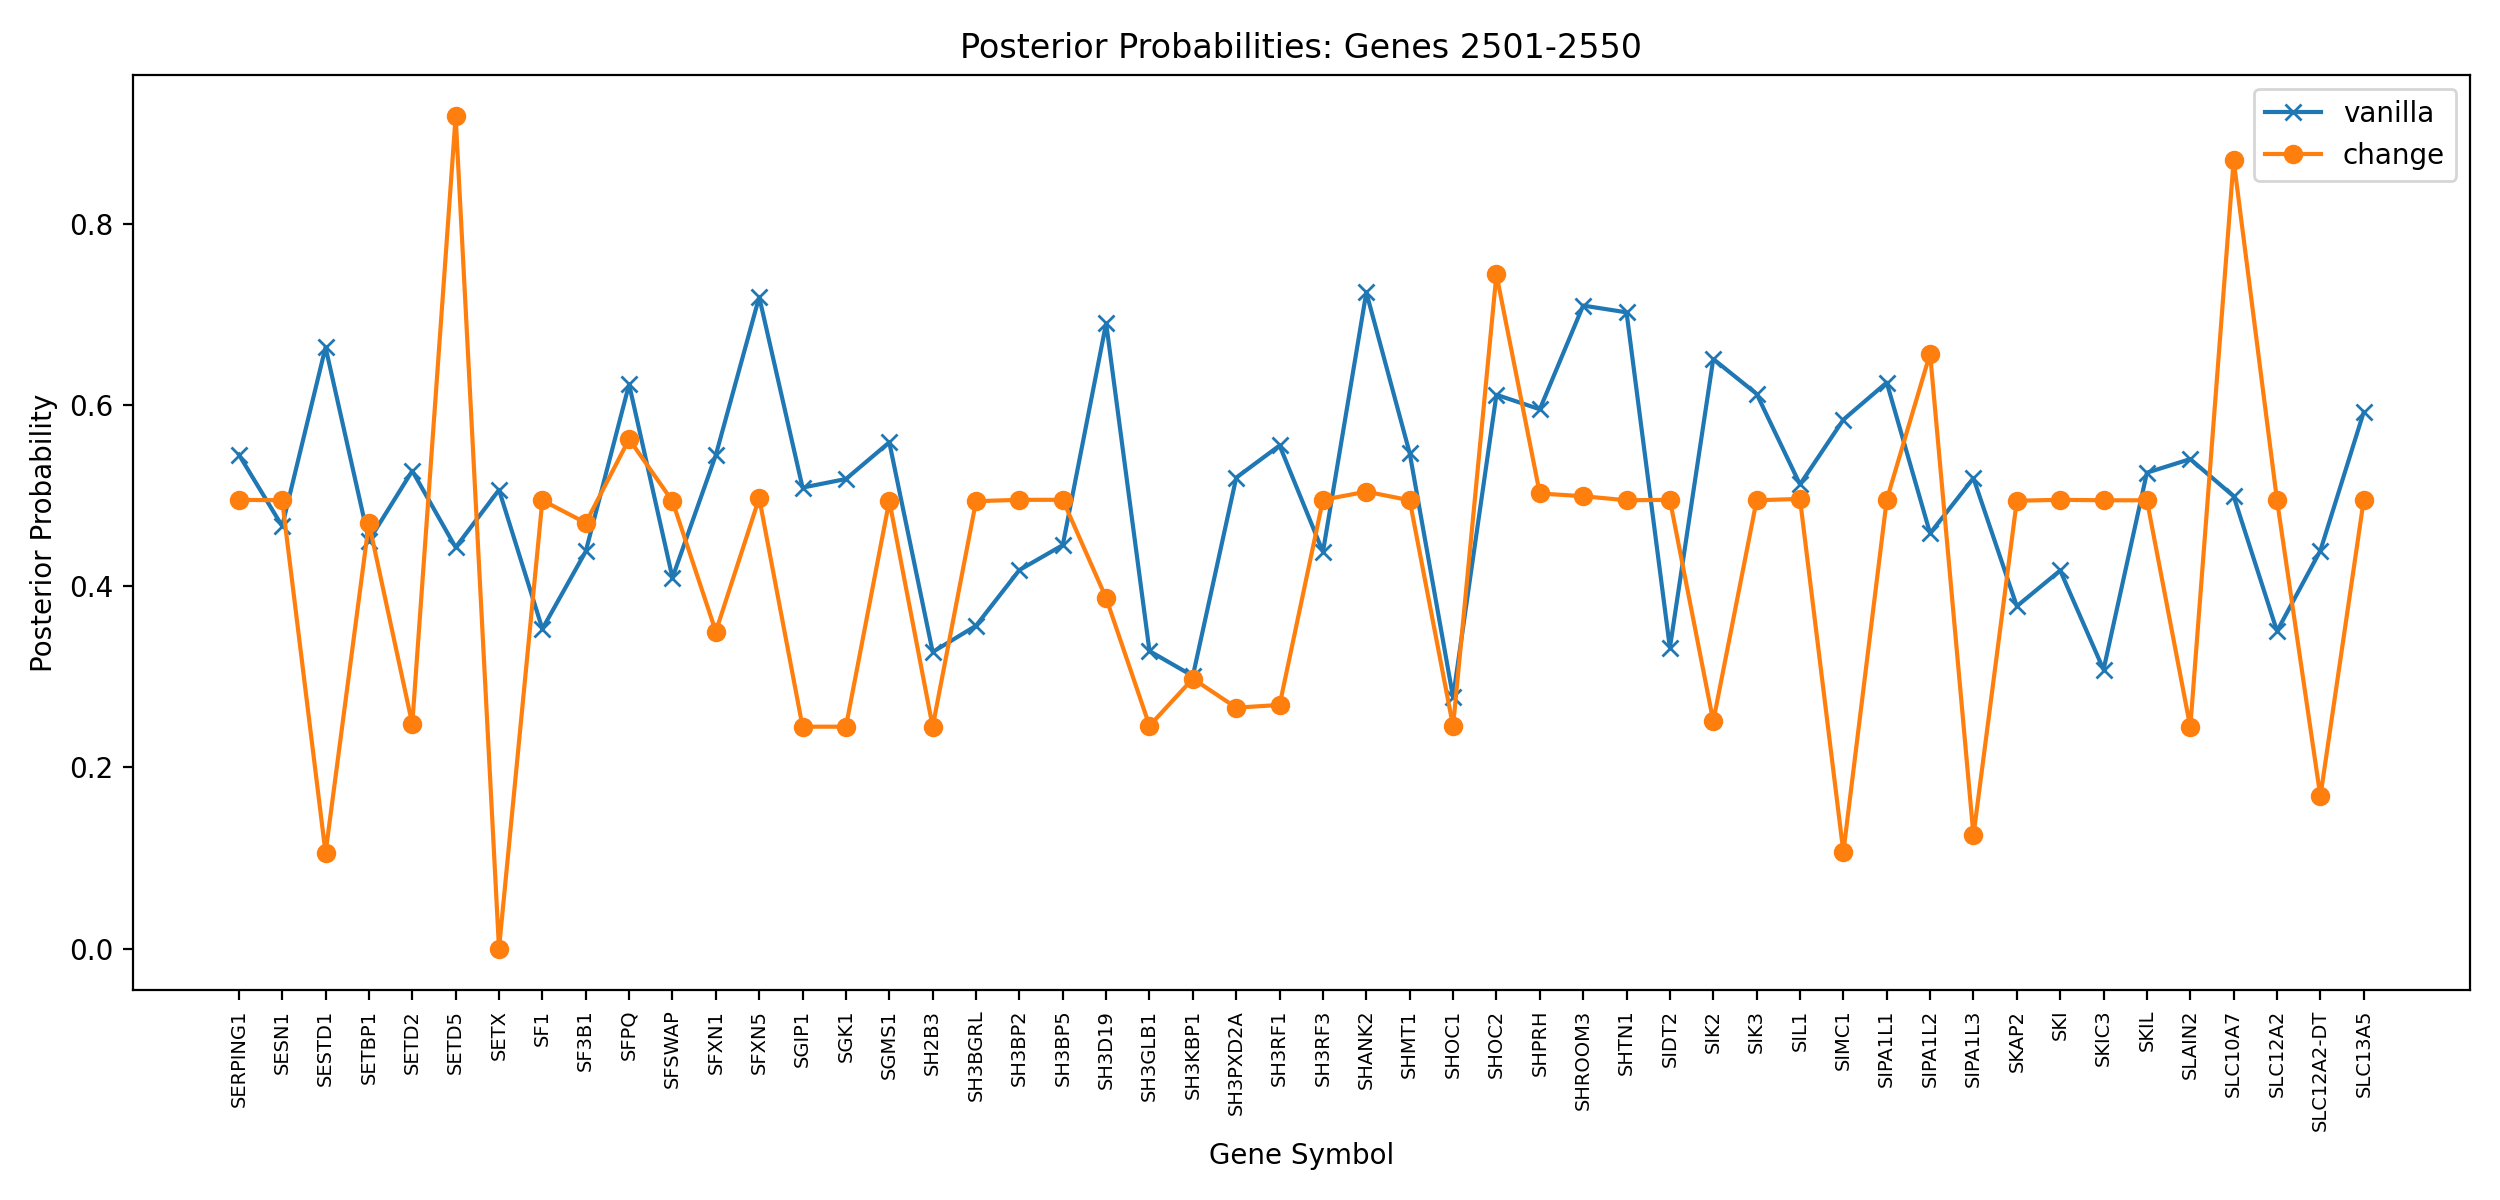 Posterior Probabilities: Genes 2501-2550
vanilla
change
Posterior Probability
0.8
0.6
0.4
0.2
0.0
SERPING1
SESN1
SESTD1
SETBP1
SETD2
SETD5
SETX
SF1
SF3B1
SFPQ
SFSWAP
SFXN1
SFXN5
SGIP1
SGK1
SGMS1
SH2B3
SH3BGRL
SH3BP2
SH3BP5
SH3D19
SH3GLB1
SH3KBP1
SH3PXD2A
SH3RF1
SH3RF3
SHANK2
SHMT1
SHOC1
SHOC2
SHPRH
SHROOM3
SHTN1
SIDT2
SIK2
SIK3
SIL1
SIMC1
SIPA1L1
SIPA1L2
SIPA1L3
SKAP2
SKI
SKIC3
SKIL
SLAIN2
SLC10A7
SLC12A2
SLC12A2-DT
SLC13A5
Gene Symbol